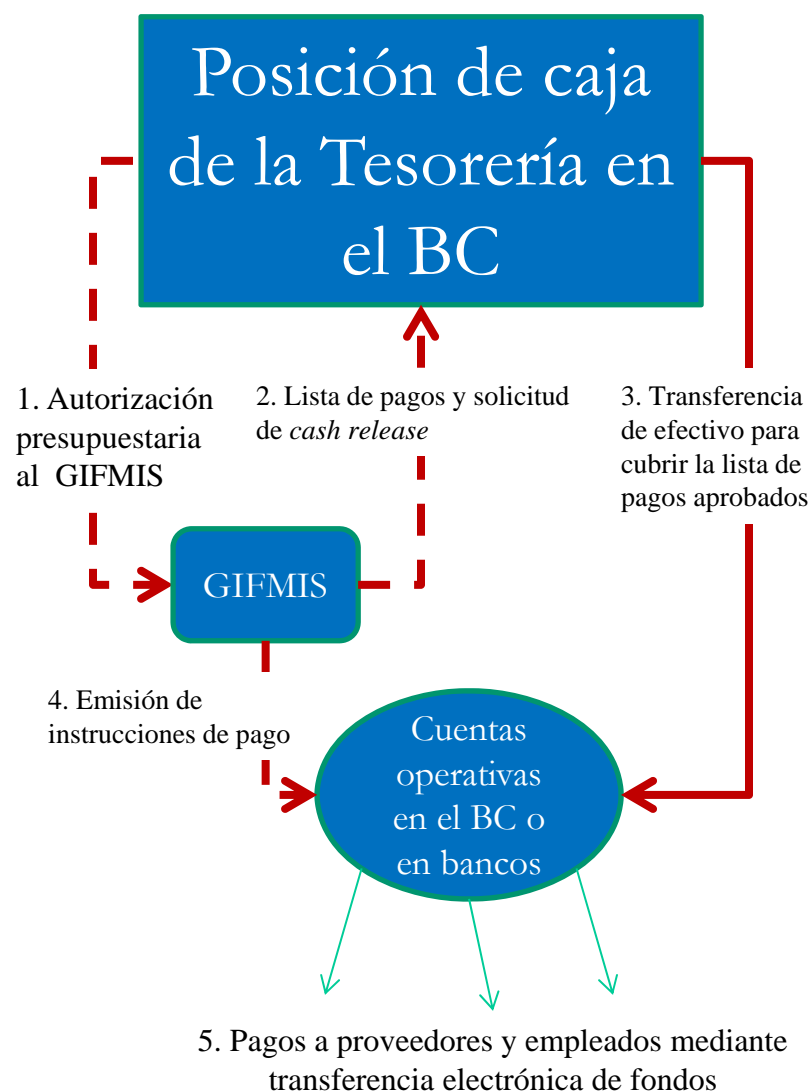 Posición de caja
de la Tesorería en
el BC
1. Autorización
presupuestaria
al GIFMIS
2. Lista de pagos y solicitud
de cash release
3. Transferencia
de efectivo para
cubrir la lista de
pagos aprobados
GIFMIS
4. Emisión de
instrucciones de pago
Cuentas
operativas
en el BC o
en bancos
5. Pagos a proveedores y empleados mediante
transferencia electrónica de fondos